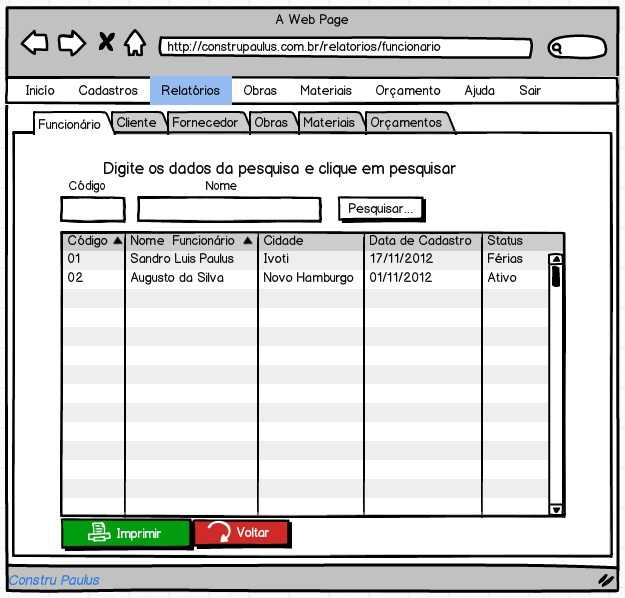 A Web Page
http://construpaulus.com.br/relatorios/funcionario
Início Cadastros Relatórios Obras Materiais Orçamento Ajuda Sair
Funcionário Cliente Fornecedor Obras Materiais Orçamentos
Digite os dados da pesquisa e clique em pesquisar
Código Nome
Pesquisar...
Código Nome Funcionário Cidade Data de Cadastro Status
01 Sandro Luis Paulus Ivoti 17/11/2012 Férias
02 Augusto da Silva Novo Hamburgo 01/11/2012 Ativo
Imprimir Voltar
Constru Paulus